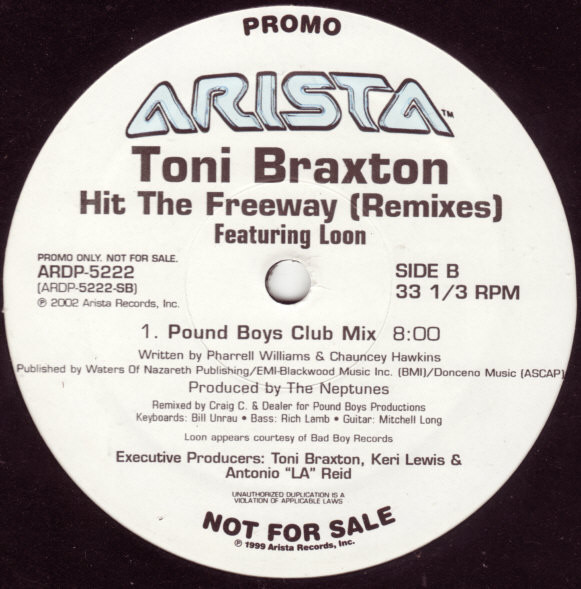 PROMO
ARISTA™
Toni Braxton
Hit The Freeway (Remixes)
Featuring Loon
PROMO ONLY. NOT FOR SALE.
ARDP-5222
(ARDP-5222-SB)
℗ 2002 Arista Records, Inc.
SIDE B
33 1/3 RPM
1. Pound Boys Club Mix 8:00
Written by Pharrell Williams & Chauncey Hawkins
Published by Waters Of Nazareth Publishing/EMI-Blackwood Music Inc. (BMI)/Donceno Music (ASCAP)
Produced by The Neptunes
Remixed by Craig C. & Dealer for Pound Boys Productions
Keyboards: Bill Unrau • Bass: Rich Lamb • Guitar: Mitchell Long
Loon appears courtesy of Bad Boy Records
Executive Producers: Toni Braxton, Keri Lewis &
Antonio "LA" Reid
UNAUTHORIZED DUPLICATION IS A
VIOLATION OF APPLICABLE LAWS
NOT FOR SALE
℗ 1999 Arista Records, Inc.